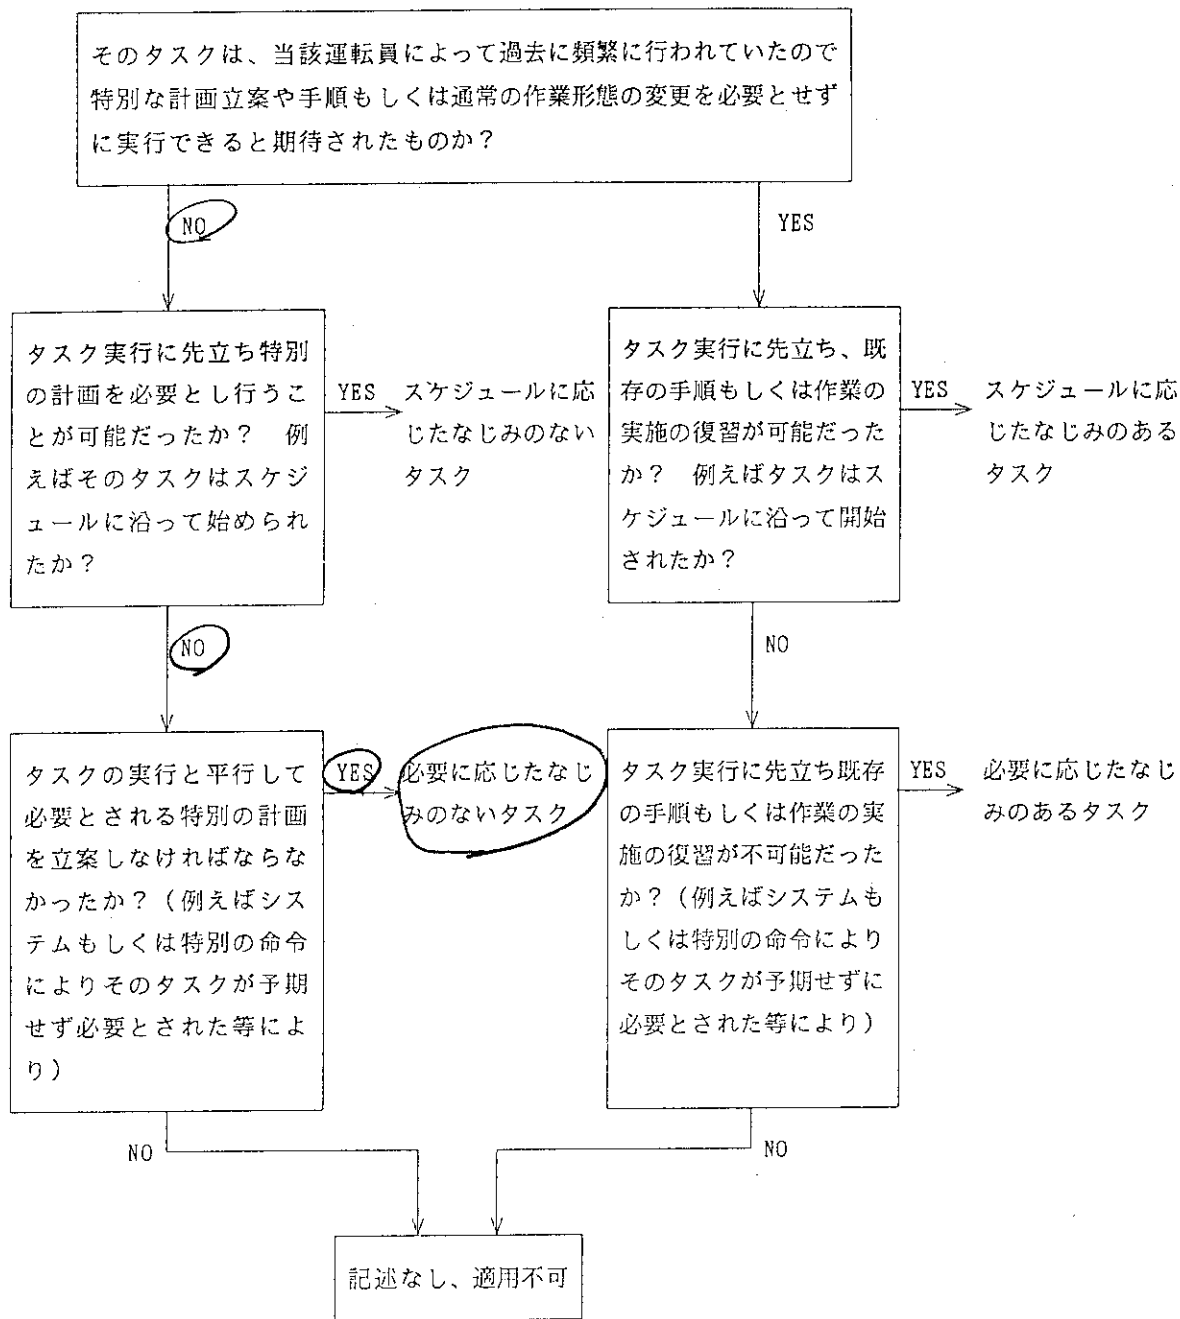 そのタスクは、当該運転員によって過去に頻繁に行われていたので
特別な計画立案や手順もしくは通常の作業形態の変更を必要とせず
に実行できると期待されたものか?
NO
YES
タスク実行に先立ち特別
の計画を必要とし行うこ
とが可能だったか? 例
えばそのタスクはスケジ
ュールに沿って始められ
たか?
YES
スケジュールに応
じたなじみのない
タスク
タスク実行に先立ち、既
存の手順もしくは作業の
実施の復習が可能だった
か? 例えばタスクはス
ケジュールに沿って開始
されたか?
YES
スケジュールに応
じたなじみのある
タスク
NO
NO
タスクの実行と平行して
必要とされる特別の計画
を立案しなければならな
かったか?(例えばシス
テムもしくは特別の命令
によりそのタスクが予期
せず必要とされた等によ
り)
YES
必要に応じたなじ
みのないタスク
タスク実行に先立ち既存
の手順もしくは作業の実
施の復習が不可能だった
か?(例えばシステムも
しくは特別の命令により
そのタスクが予期せずに
必要とされた等により)
YES
必要に応じたなじ
みのあるタスク
NO
NO
記述なし、適用不可